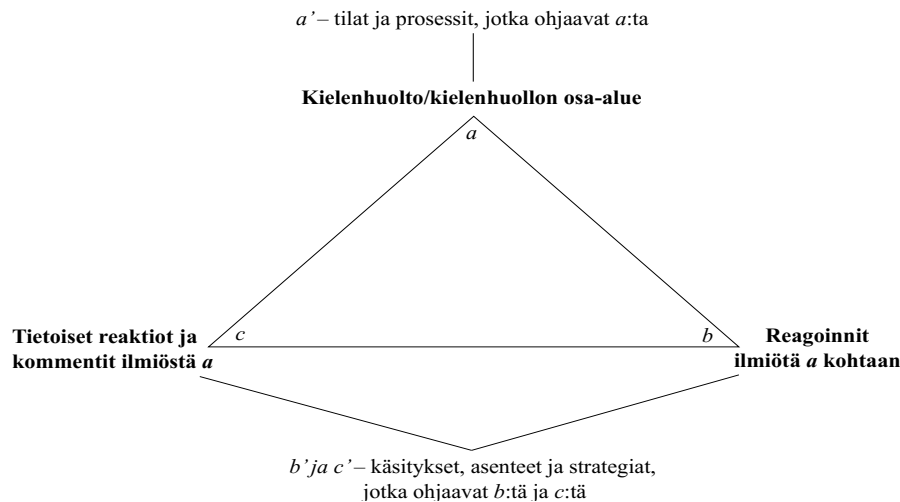 a’ – tilat ja prosessit, jotka ohjaavat a:ta
Kielenhuolto/kielenhuollon osa-alue
a
c
b
Tietoiset reaktiot ja
kommentit ilmiöstä a
Reagoinnit
ilmiötä a kohtaan
b’ ja c’ – käsitykset, asenteet ja strategiat,
jotka ohjaavat b:tä ja c:tä